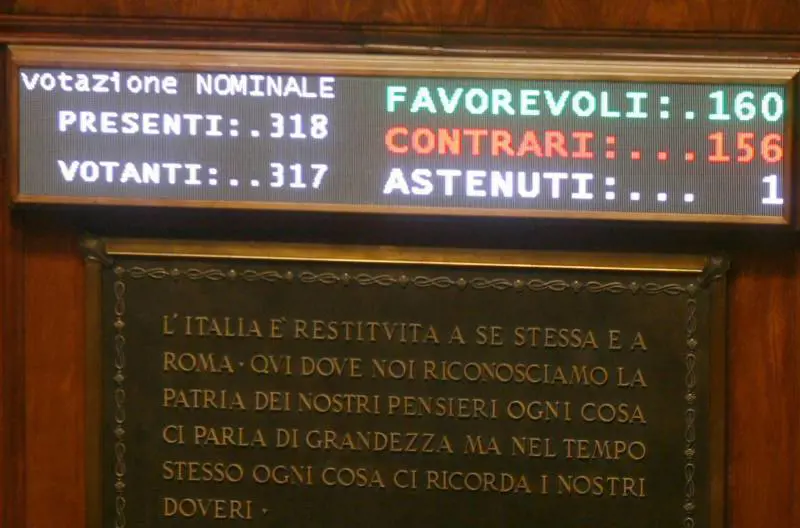 votazione NOMINALE
PRESENTI:.318
VOTANTI:..317
FAVOREVOLI:.160
CONTRARI:...156
ASTENUTI:... 1
L'ITALIA E' RESTITVITA A SE STESSA E A
ROMA · QVI DOVE NOI RICONOSCIAMO LA
PATRIA DEI NOSTRI PENSIERI OGNI COSA
CI PARLA DI GRANDEZZA MA NEL TEMPO
STESSO OGNI COSA CI RICORDA I NOSTRI
DOVERI ·